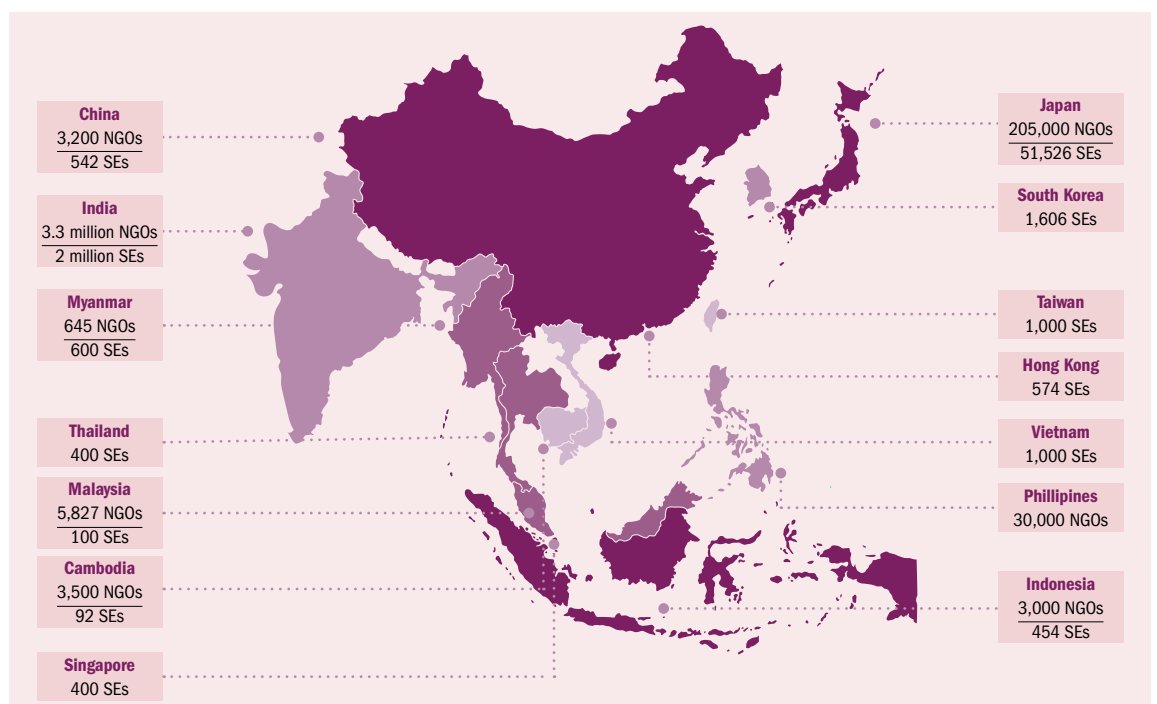 China
3,200 NGOs
542 SEs
India
3.3 million NGOs
2 million SEs
Myanmar
645 NGOs
600 SEs
Thailand
400 SEs
Malaysia
5,827 NGOs
100 SEs
Cambodia
3,500 NGOs
92 SEs
Singapore
400 SEs
Japan
205,000 NGOs
51,526 SEs
South Korea
1,606 SEs
Taiwan
1,000 SEs
Hong Kong
574 SEs
Vietnam
1,000 SEs
Phillipines
30,000 NGOs
Indonesia
3,000 NGOs
454 SEs